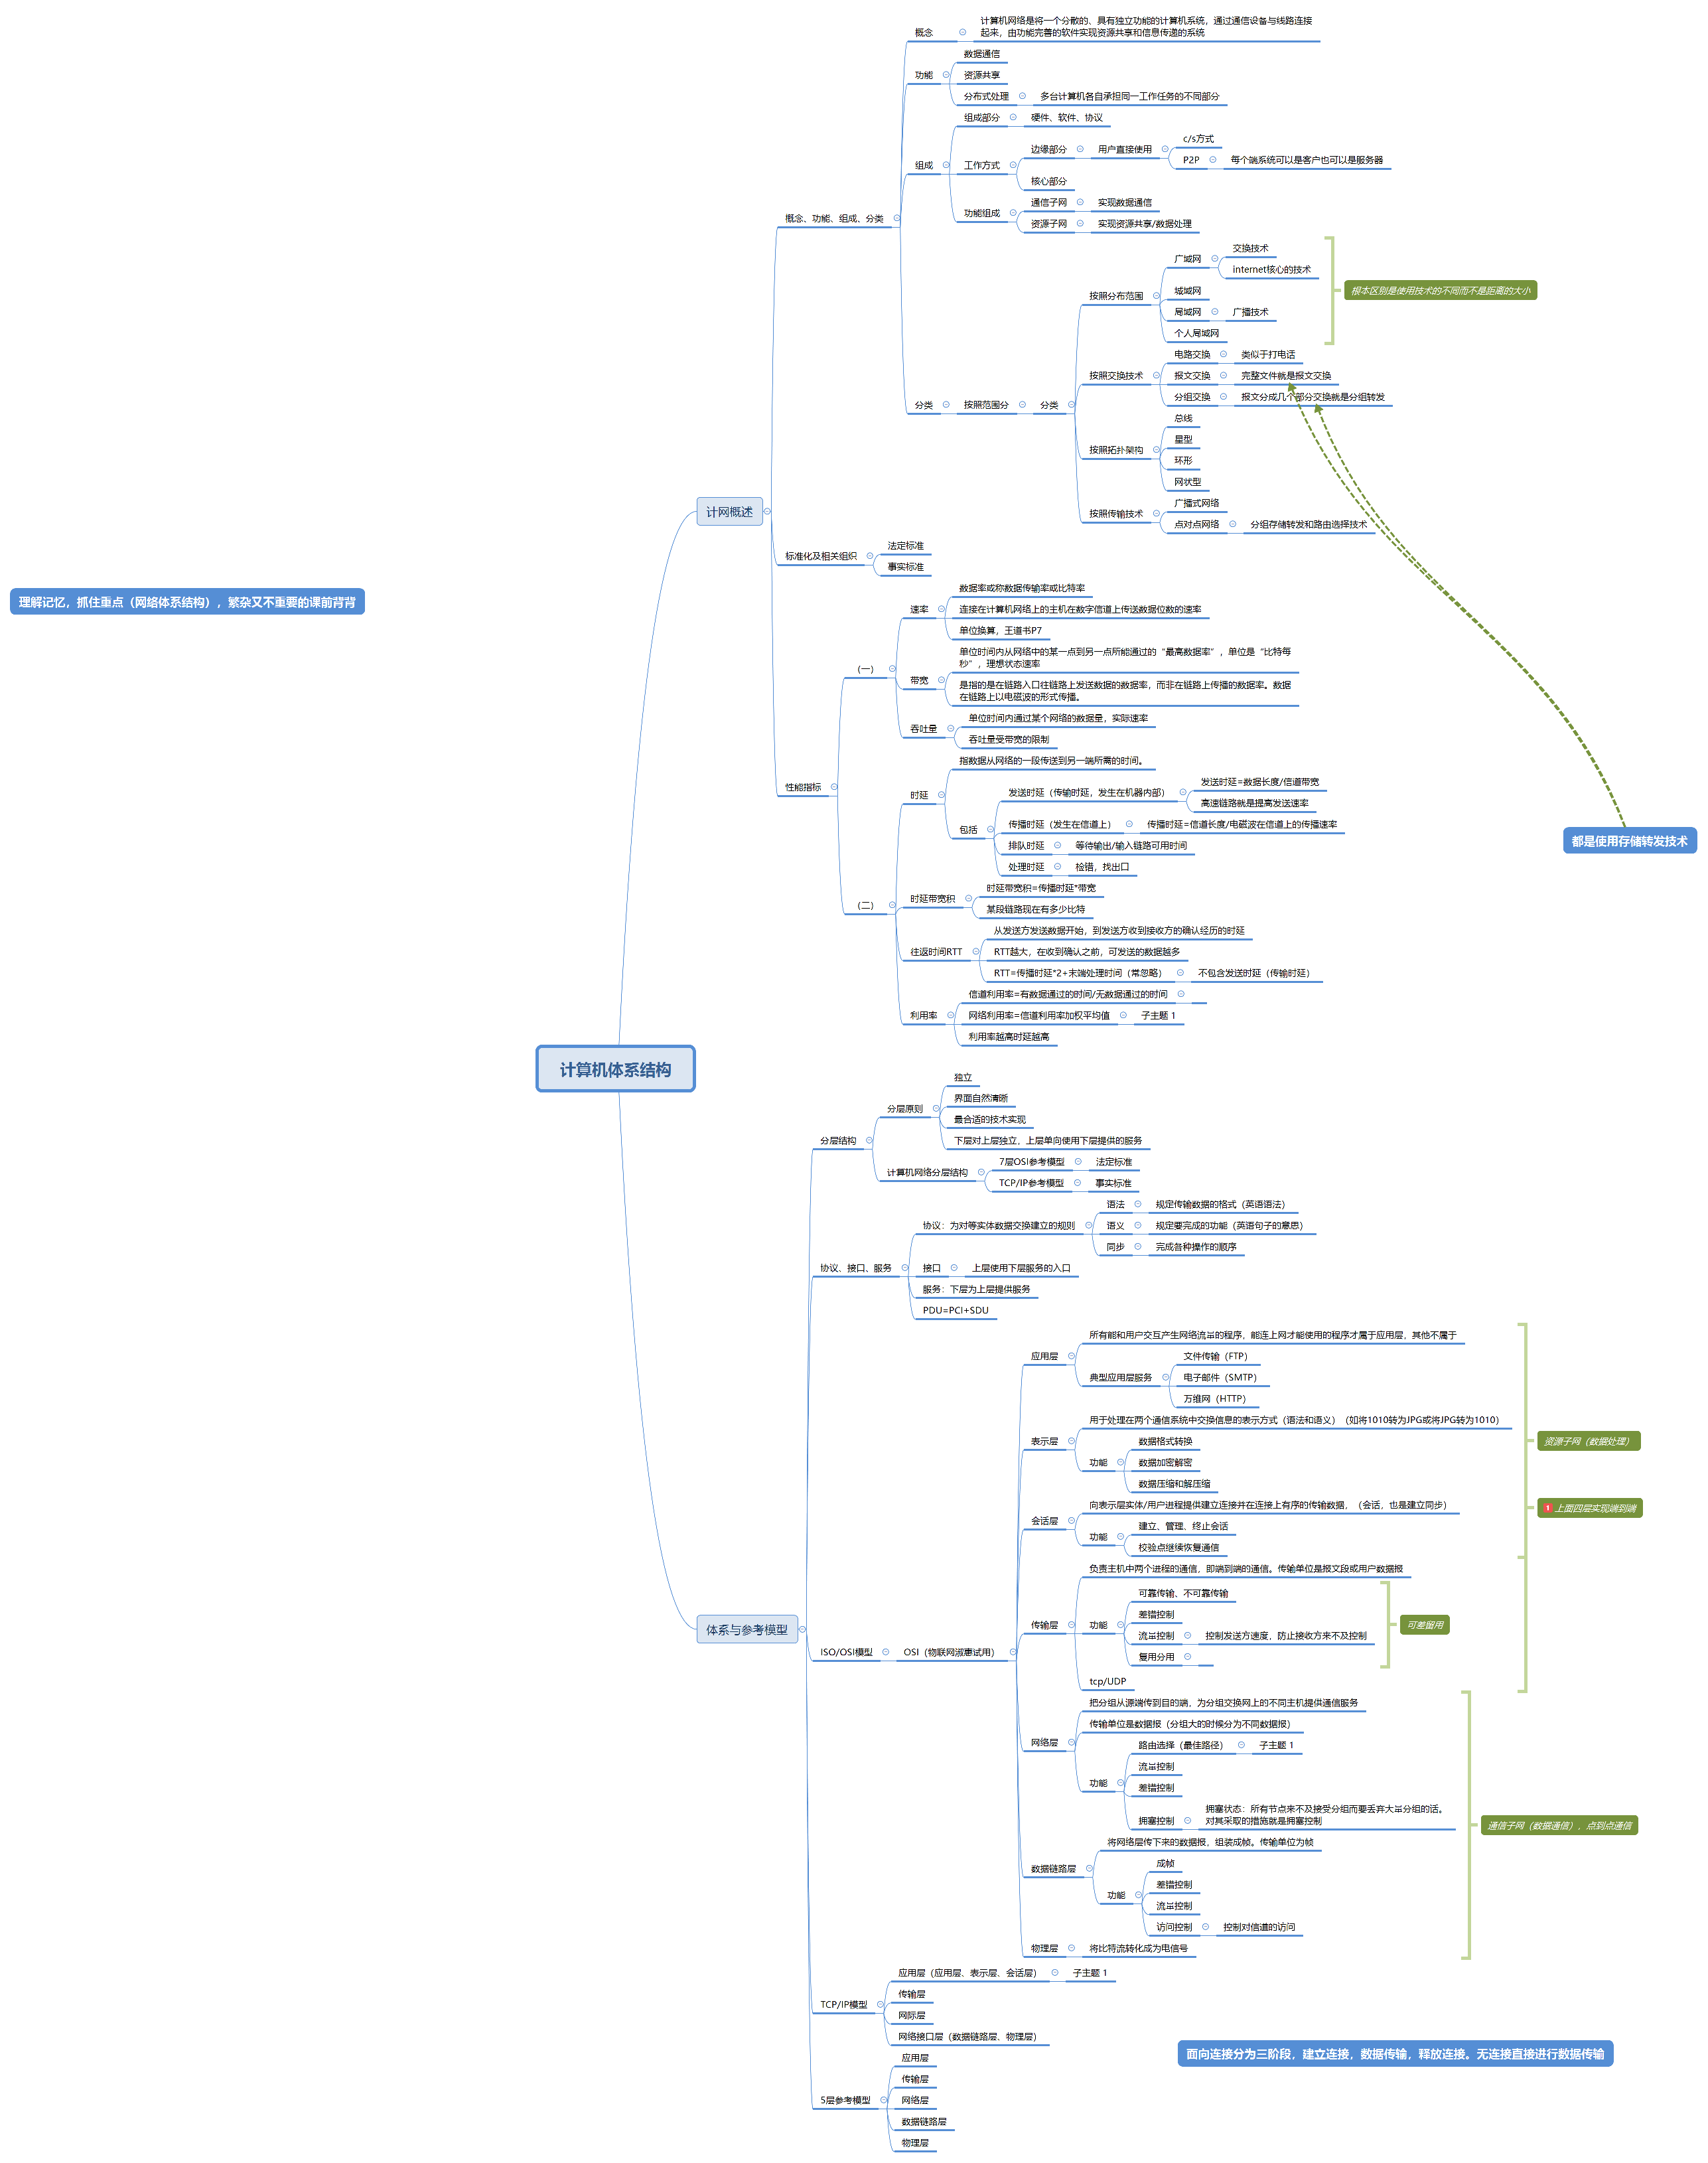 计算机体系结构
计网概述
概念、功能、组成、分类
概念
计算机网络是将一个分散的、具有独立功能的计算机系统，通过通信设备与线路连接
起来，由功能完善的软件实现资源共享和信息传递的系统
功能
数据通信
资源共享
分布式处理
多台计算机各自承担同一工作任务的不同部分
组成
组成部分
硬件、软件、协议
工作方式
边缘部分
用户直接使用
c/s方式
P2P
每个端系统可以是客户也可以是服务器
核心部分
功能组成
通信子网
实现数据通信
资源子网
实现资源共享/数据处理
分类
按照范围分
分类
按照分布范围
广域网
交换技术
internet核心的技术
城域网
局域网
广播技术
个人局域网
根本区别是使用技术的不同而不是距离的大小
按照交换技术
电路交换
类似于打电话
报文交换
完整文件就是报文交换
分组交换
报文分成几个部分交换就是分组转发
按照拓扑架构
总线
星型
环形
网状型
按照传输技术
广播式网络
点对点网络
分组存储转发和路由选择技术
标准化及相关组织
法定标准
事实标准
理解记忆，抓住重点（网络体系结构），繁杂又不重要的课前背背
性能指标
（一）
速率
数据率或称数据传输率或比特率
连接在计算机网络上的主机在数字信道上传送数据位数的速率
单位换算，王道书P7
带宽
单位时间内从网络中的某一点到另一点所能通过的“最高数据率”，单位是“比特每
秒”，理想状态速率
是指的是在链路入口往链路上发送数据的数据率，而非在链路上传播的数据率。数据
在链路上以电磁波的形式传播。
吞吐量
单位时间内通过某个网络的数据量，实际速率
吞吐量受带宽的限制
（二）
时延
指数据从网络的一段传送到另一端所需的时间。
包括
发送时延（传输时延，发生在机器内部）
发送时延=数据长度/信道带宽
高速链路就是提高发送速率
传播时延（发生在信道上）
传播时延=信道长度/电磁波在信道上的传播速率
排队时延
等待输出/输入链路可用时间
处理时延
检错，找出口
都是使用存储转发技术
时延带宽积
时延带宽积=传播时延*带宽
某段链路现在有多少比特
往返时间RTT
从发送方发送数据开始，到发送方收到接收方的确认经历的时延
RTT越大，在收到确认之前，可发送的数据越多
RTT=传播时延*2+末端处理时间（常忽略）
不包含发送时延（传输时延）
利用率
信道利用率=有数据通过的时间/无数据通过的时间
网络利用率=信道利用率加权平均值
子主题 1
利用率越高时延越高
体系与参考模型
分层结构
分层原则
独立
界面自然清晰
最合适的技术实现
下层对上层独立，上层单向使用下层提供的服务
计算机网络分层结构
7层OSI参考模型
法定标准
TCP/IP参考模型
事实标准
协议、接口、服务
协议：为对等实体数据交换建立的规则
语法
规定传输数据的格式（英语语法）
语义
规定要完成的功能（英语句子的意思）
同步
完成各种操作的顺序
接口
上层使用下层服务的入口
服务：下层为上层提供服务
PDU=PCI+SDU
ISO/OSI模型
OSI（物联网淑惠试用）
应用层
所有能和用户交互产生网络流量的程序，能连上网才能使用的程序才属于应用层，其他不属于
典型应用层服务
文件传输（FTP）
电子邮件（SMTP）
万维网（HTTP）
表示层
用于处理在两个通信系统中交换信息的表示方式（语法和语义）（如将1010转为JPG或将JPG转为1010）
功能
数据格式转换
数据加密解密
数据压缩和解压缩
资源子网（数据处理）
会话层
向表示层实体/用户进程提供建立连接并在连接上有序的传输数据，（会话，也是建立同步）
功能
建立、管理、终止会话
校验点继续恢复通信
1 上面四层实现端到端
传输层
负责主机中两个进程的通信，即端到端的通信。传输单位是报文段或用户数据报
功能
可靠传输、不可靠传输
差错控制
流量控制
控制发送方速度，防止接收方来不及控制
复用分用
可差留用
tcp/UDP
网络层
把分组从源端传到目的端，为分组交换网上的不同主机提供通信服务
传输单位是数据报（分组大的时候分为不同数据报）
功能
路由选择（最佳路径）
子主题 1
流量控制
差错控制
拥塞控制
拥塞状态：所有节点来不及接受分组而要丢弃大量分组的话。
对其采取的措施就是拥塞控制
通信子网（数据通信），点到点通信
数据链路层
将网络层传下来的数据报，组装成帧。传输单位为帧
功能
成帧
差错控制
流量控制
访问控制
控制对信道的访问
物理层
将比特流转化成为电信号
TCP/IP模型
应用层（应用层、表示层、会话层）
子主题 1
传输层
网际层
网络接口层（数据链路层、物理层）
面向连接分为三阶段，建立连接，数据传输，释放连接。无连接直接进行数据传输
5层参考模型
应用层
传输层
网络层
数据链路层
物理层